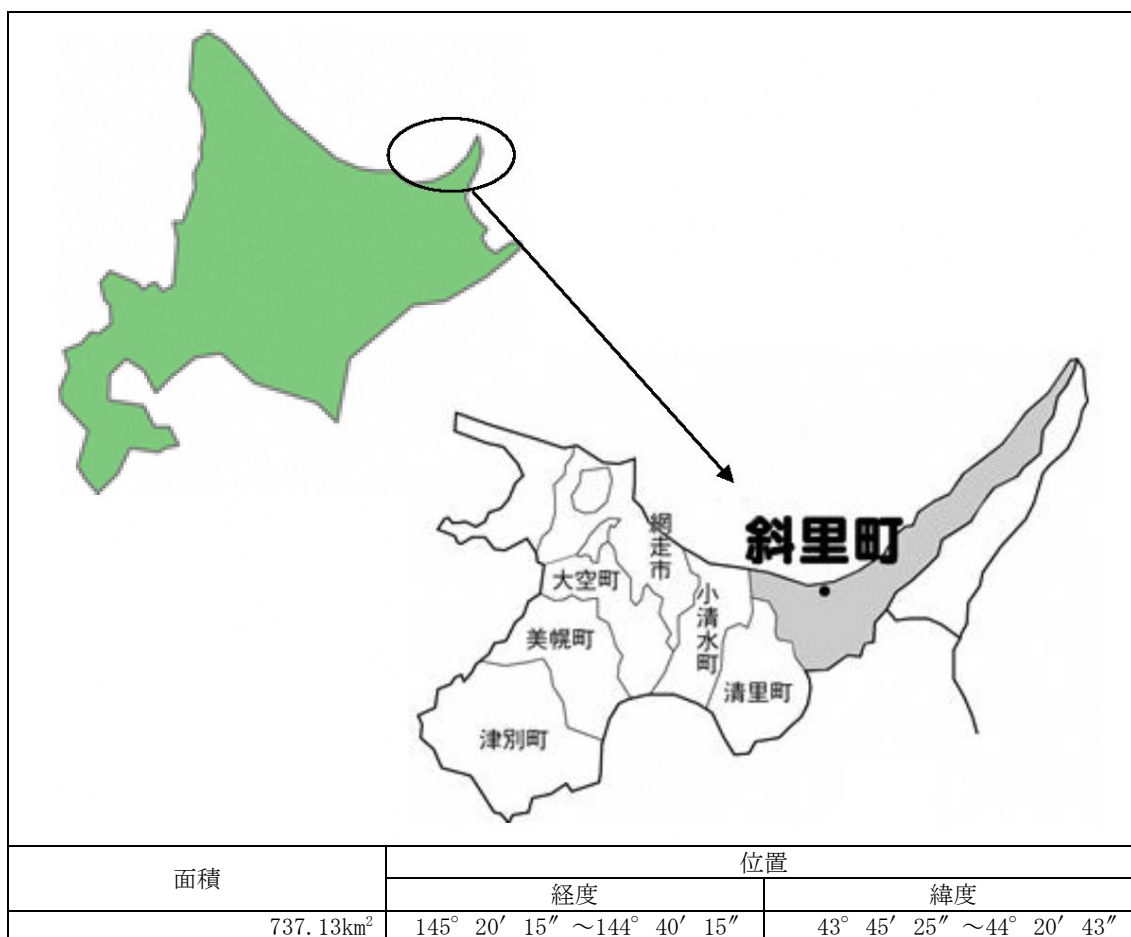 斜里町
網走市
大空町
小清水町
美幌町
清里町
津別町
面積
位置
経度
緯度
737.13km²
145° 20′ 15″ ～144° 40′ 15″
43° 45′ 25″ ～44° 20′ 43″